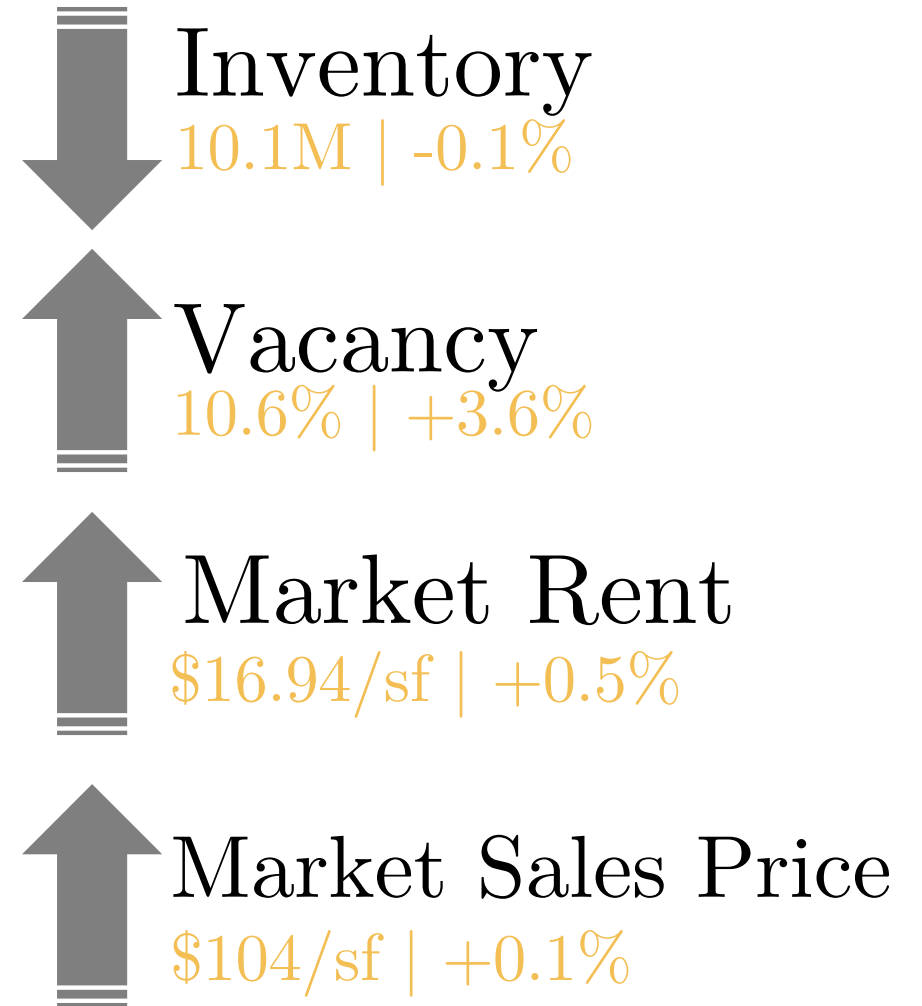 Inventory
10.1M | -0.1%
Vacancy
10.6% | +3.6%
Market Rent
$16.94/sf | +0.5%
Market Sales Price
$104/sf | +0.1%